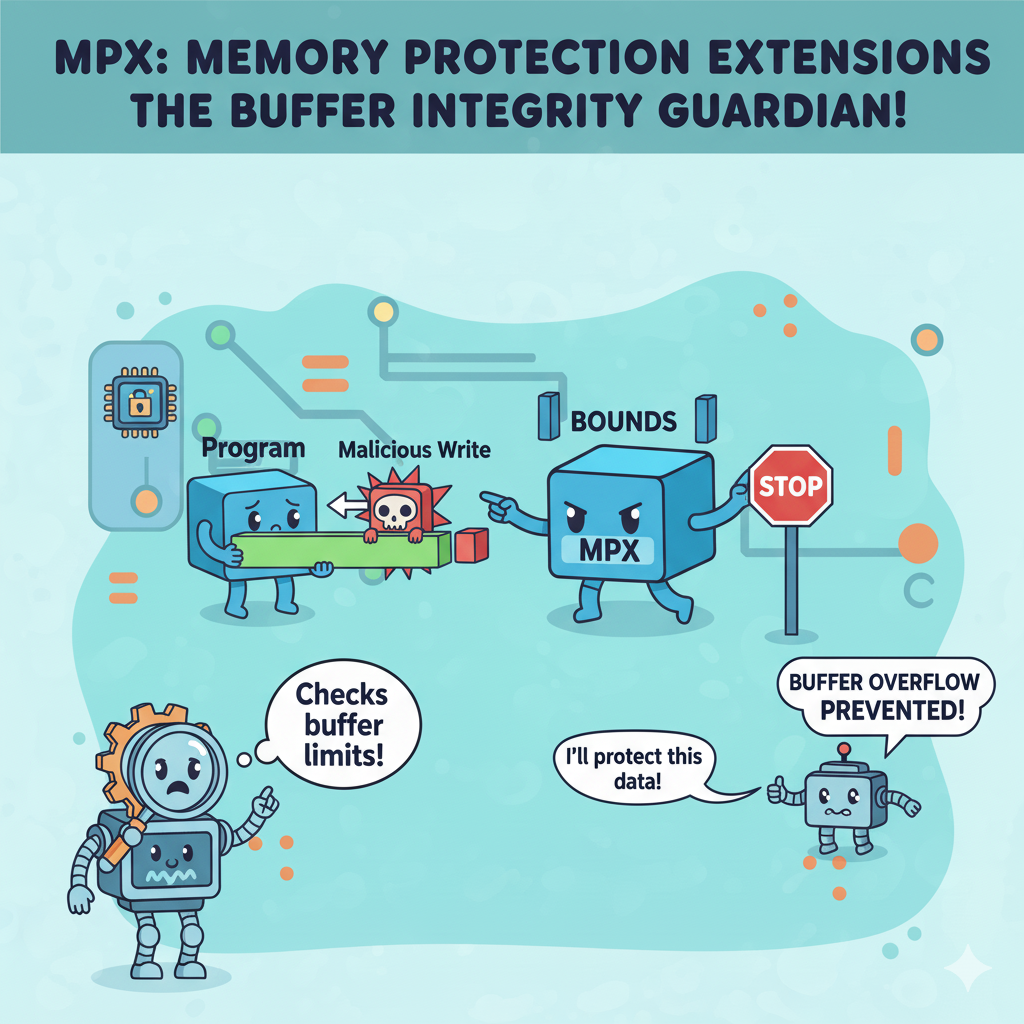 MPX: MEMORY PROTECTION EXTENSIONS
THE BUFFER INTEGRITY GUARDIAN!
Program
Malicious Write
BOUNDS
STOP
MPX
Checks
buffer
limits!
BUFFER OVERFLOW
PREVENTED!
I'll protect this
data!